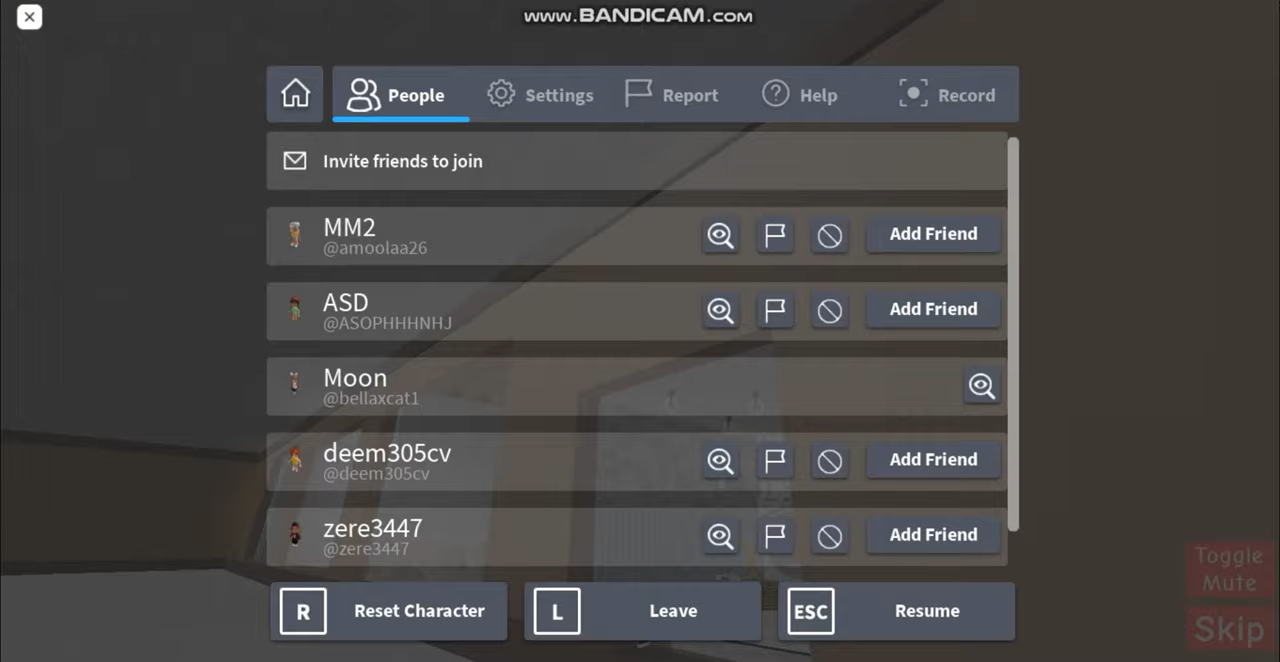 www.BANDICAM.com
People
Settings
Report
Help
Record
Invite friends to join
MM2
@amoolaa26
Add Friend
ASD
@ASOPHHHNHJ
Add Friend
Moon
@bellaxcat1
deem305cv
@deem305cv
Add Friend
zere3447
@zere3447
Add Friend
R Reset Character
L Leave
ESC Resume
Toggle
Mute
Skip